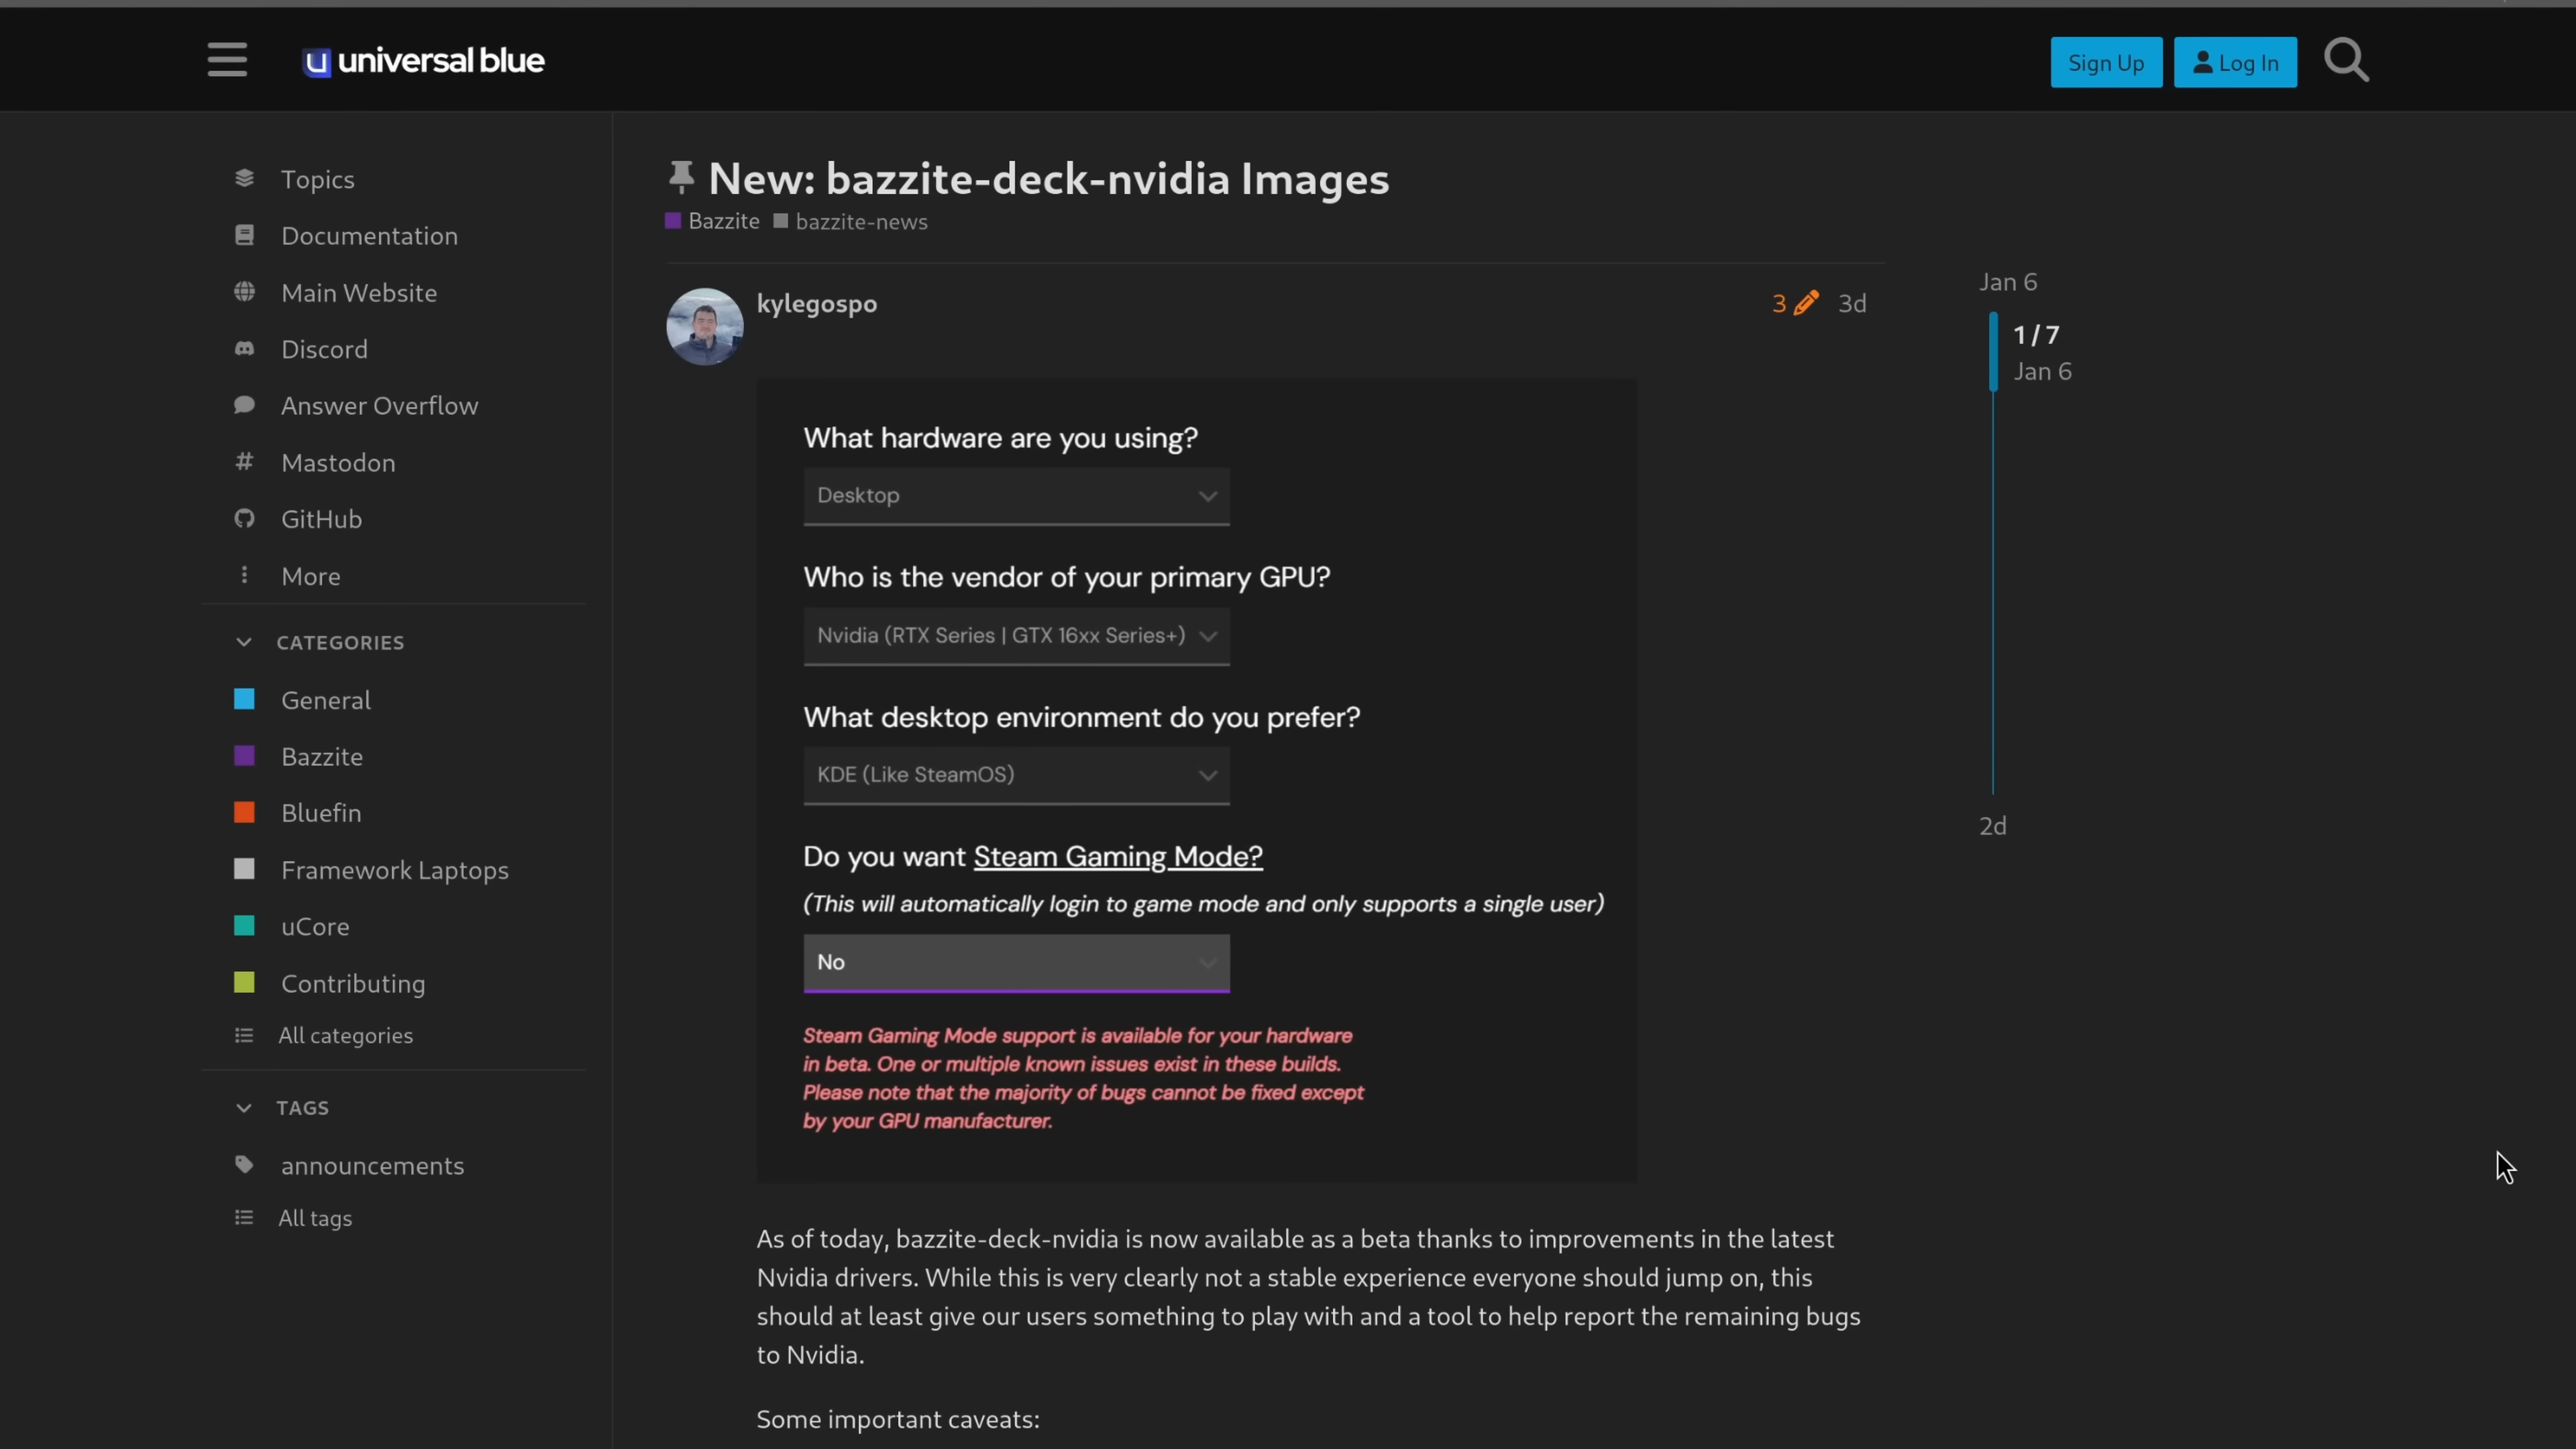 universal blue
Sign Up
Log In
Topics
Documentation
Main Website
Discord
Answer Overflow
Mastodon
GitHub
More
CATEGORIES
General
Bazzite
Bluefin
Framework Laptops
uCore
Contributing
All categories
TAGS
announcements
All tags
New: bazzite-deck-nvidia Images
Bazzite bazzite-news
kylegospo
3 3d
What hardware are you using?
Desktop
Who is the vendor of your primary GPU?
Nvidia (RTX Series | GTX 16xx Series+)
What desktop environment do you prefer?
KDE (Like SteamOS)
Do you want Steam Gaming Mode?
(This will automatically login to game mode and only supports a single user)
No
Steam Gaming Mode support is available for your hardware
in beta. One or multiple known issues exist in these builds.
Please note that the majority of bugs cannot be fixed except
by your GPU manufacturer.
As of today, bazzite-deck-nvidia is now available as a beta thanks to improvements in the latest
Nvidia drivers. While this is very clearly not a stable experience everyone should jump on, this
should at least give our users something to play with and a tool to help report the remaining bugs
to Nvidia.
Some important caveats:
Jan 6
1 / 7
Jan 6
2d